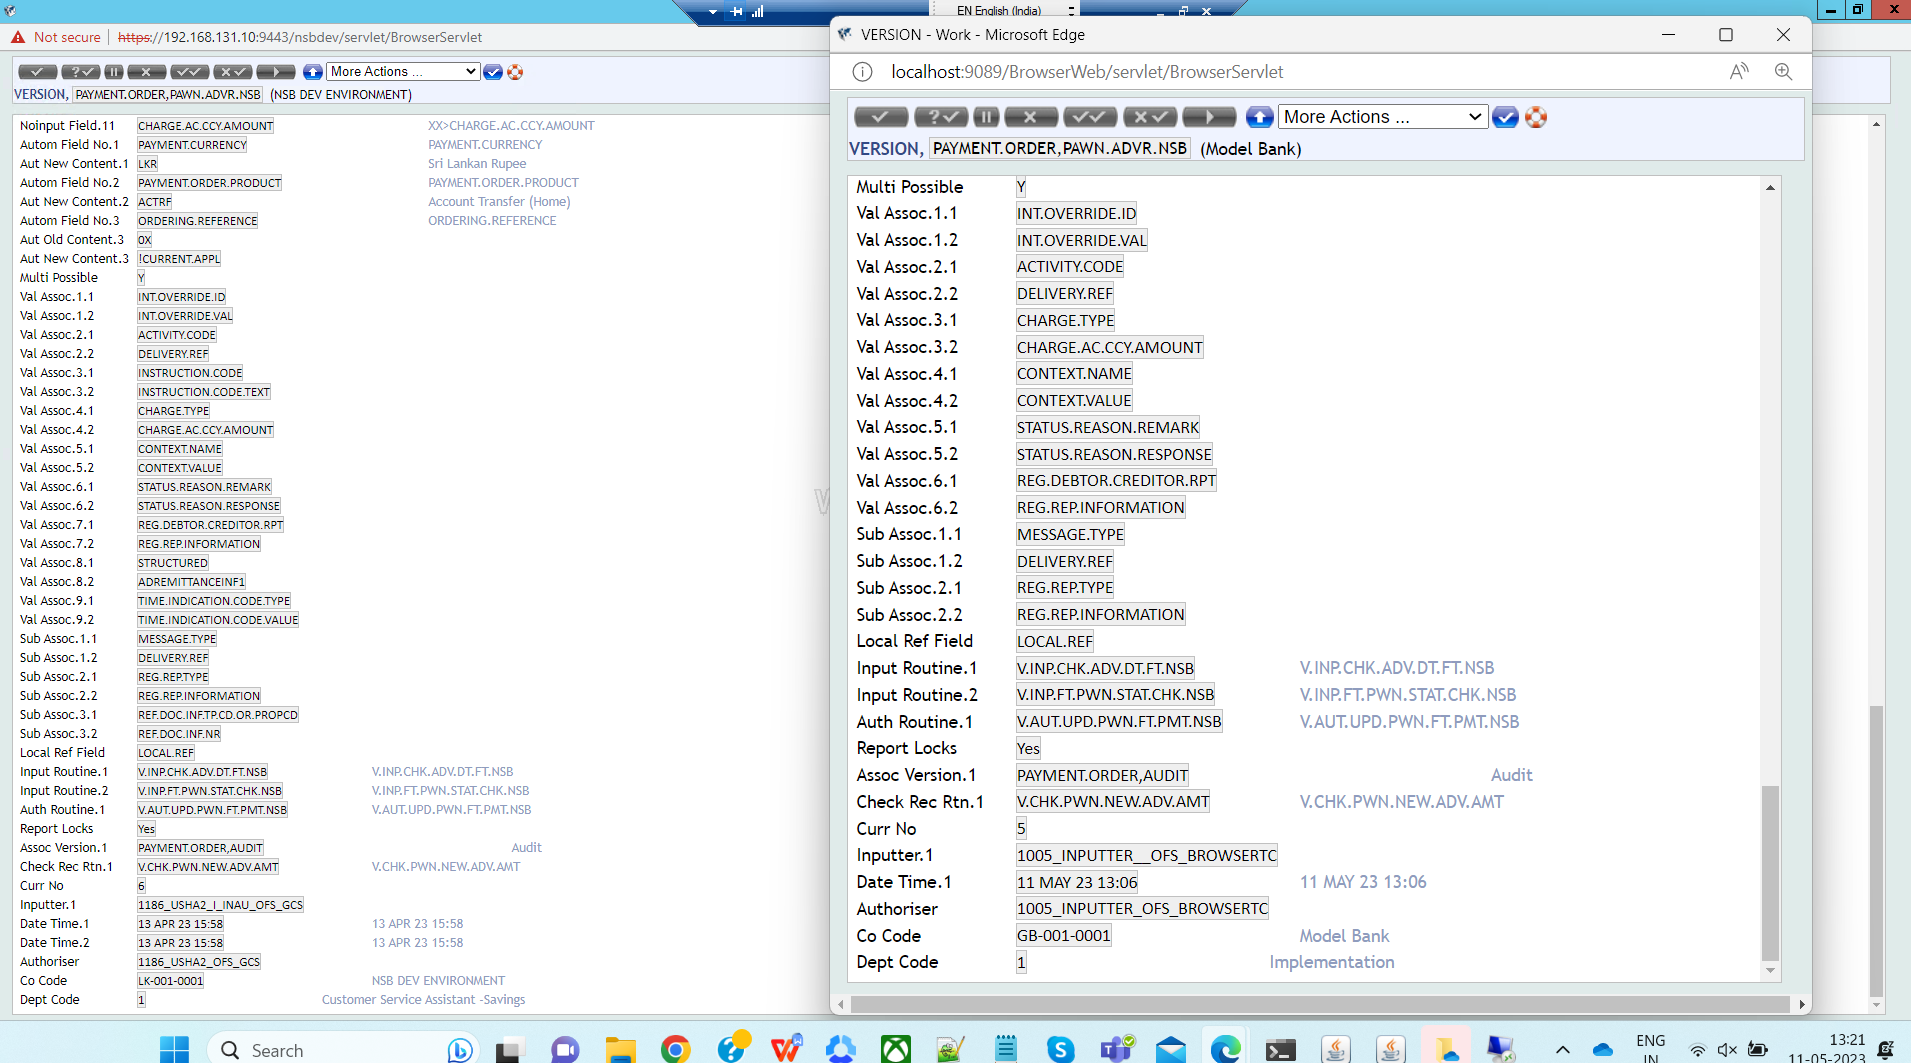 EN English (India)
Not secure https://192.168.131.10:9443/nsbdev/servlet/BrowserServlet
More Actions ...
VERSION, PAYMENT.ORDER,PAWN.ADVR.NSB (NSB DEV ENVIRONMENT)
Noinput Field.11 CHARGE.AC.CCY.AMOUNT XX>CHARGE.AC.CCY.AMOUNT
Autom Field No.1 PAYMENT.CURRENCY PAYMENT.CURRENCY
Aut New Content.1 LKR Sri Lankan Rupee
Autom Field No.2 PAYMENT.ORDER.PRODUCT PAYMENT.ORDER.PRODUCT
Aut New Content.2 ACTRF Account Transfer (Home)
Autom Field No.3 ORDERING.REFERENCE ORDERING.REFERENCE
Aut Old Content.3 0X
Aut New Content.3 !CURRENT.APPL
Multi Possible Y
Val Assoc.1.1 INT.OVERRIDE.ID
Val Assoc.1.2 INT.OVERRIDE.VAL
Val Assoc.2.1 ACTIVITY.CODE
Val Assoc.2.2 DELIVERY.REF
Val Assoc.3.1 INSTRUCTION.CODE
Val Assoc.3.2 INSTRUCTION.CODE.TEXT
Val Assoc.4.1 CHARGE.TYPE
Val Assoc.4.2 CHARGE.AC.CCY.AMOUNT
Val Assoc.5.1 CONTEXT.NAME
Val Assoc.5.2 CONTEXT.VALUE
Val Assoc.6.1 STATUS.REASON.REMARK
Val Assoc.6.2 STATUS.REASON.RESPONSE
Val Assoc.7.1 REG.DEBTOR.CREDITOR.RPT
Val Assoc.7.2 REG.REP.INFORMATION
Val Assoc.8.1 STRUCTURED
Val Assoc.8.2 ADREMITTANCEINF1
Val Assoc.9.1 TIME.INDICATION.CODE.TYPE
Val Assoc.9.2 TIME.INDICATION.CODE.VALUE
Sub Assoc.1.1 MESSAGE.TYPE
Sub Assoc.1.2 DELIVERY.REF
Sub Assoc.2.1 REG.REP.TYPE
Sub Assoc.2.2 REG.REP.INFORMATION
Sub Assoc.3.1 REF.DOC.INF.TP.CD.OR.PROPCD
Sub Assoc.3.2 REF.DOC.INF.NR
Local Ref Field LOCAL.REF
Input Routine.1 V.INP.CHK.ADV.DT.FT.NSB V.INP.CHK.ADV.DT.FT.NSB
Input Routine.2 V.INP.FT.PWN.STAT.CHK.NSB V.INP.FT.PWN.STAT.CHK.NSB
Auth Routine.1 V.AUT.UPD.PWN.FT.PMT.NSB V.AUT.UPD.PWN.FT.PMT.NSB
Report Locks Yes
Assoc Version.1 PAYMENT.ORDER,AUDIT Audit
Check Rec Rtn.1 V.CHK.PWN.NEW.ADV.AMT V.CHK.PWN.NEW.ADV.AMT
Curr No 6
Inputter.1 1186_USHA2_I_INAU_OFS_GCS
Date Time.1 13 APR 23 15:58 13 APR 23 15:58
Date Time.2 13 APR 23 15:58 13 APR 23 15:58
Authoriser 1186_USHA2_OFS_GCS
Co Code LK-001-0001 NSB DEV ENVIRONMENT
Dept Code 1 Customer Service Assistant -Savings
VERSION - Work - Microsoft Edge
localhost:9089/BrowserWeb/servlet/BrowserServlet
More Actions ...
VERSION, PAYMENT.ORDER,PAWN.ADVR.NSB (Model Bank)
Multi Possible Y
Val Assoc.1.1 INT.OVERRIDE.ID
Val Assoc.1.2 INT.OVERRIDE.VAL
Val Assoc.2.1 ACTIVITY.CODE
Val Assoc.2.2 DELIVERY.REF
Val Assoc.3.1 CHARGE.TYPE
Val Assoc.3.2 CHARGE.AC.CCY.AMOUNT
Val Assoc.4.1 CONTEXT.NAME
Val Assoc.4.2 CONTEXT.VALUE
Val Assoc.5.1 STATUS.REASON.REMARK
Val Assoc.5.2 STATUS.REASON.RESPONSE
Val Assoc.6.1 REG.DEBTOR.CREDITOR.RPT
Val Assoc.6.2 REG.REP.INFORMATION
Sub Assoc.1.1 MESSAGE.TYPE
Sub Assoc.1.2 DELIVERY.REF
Sub Assoc.2.1 REG.REP.TYPE
Sub Assoc.2.2 REG.REP.INFORMATION
Local Ref Field LOCAL.REF
Input Routine.1 V.INP.CHK.ADV.DT.FT.NSB V.INP.CHK.ADV.DT.FT.NSB
Input Routine.2 V.INP.FT.PWN.STAT.CHK.NSB V.INP.FT.PWN.STAT.CHK.NSB
Auth Routine.1 V.AUT.UPD.PWN.FT.PMT.NSB V.AUT.UPD.PWN.FT.PMT.NSB
Report Locks Yes
Assoc Version.1 PAYMENT.ORDER,AUDIT Audit
Check Rec Rtn.1 V.CHK.PWN.NEW.ADV.AMT V.CHK.PWN.NEW.ADV.AMT
Curr No 5
Inputter.1 1005_INPUTTER__OFS_BROWSERTC
Date Time.1 11 MAY 23 13:06 11 MAY 23 13:06
Authoriser 1005_INPUTTER_OFS_BROWSERTC
Co Code GB-001-0001 Model Bank
Dept Code 1 Implementation
Search
ENG 13:21
IN 11-05-2023